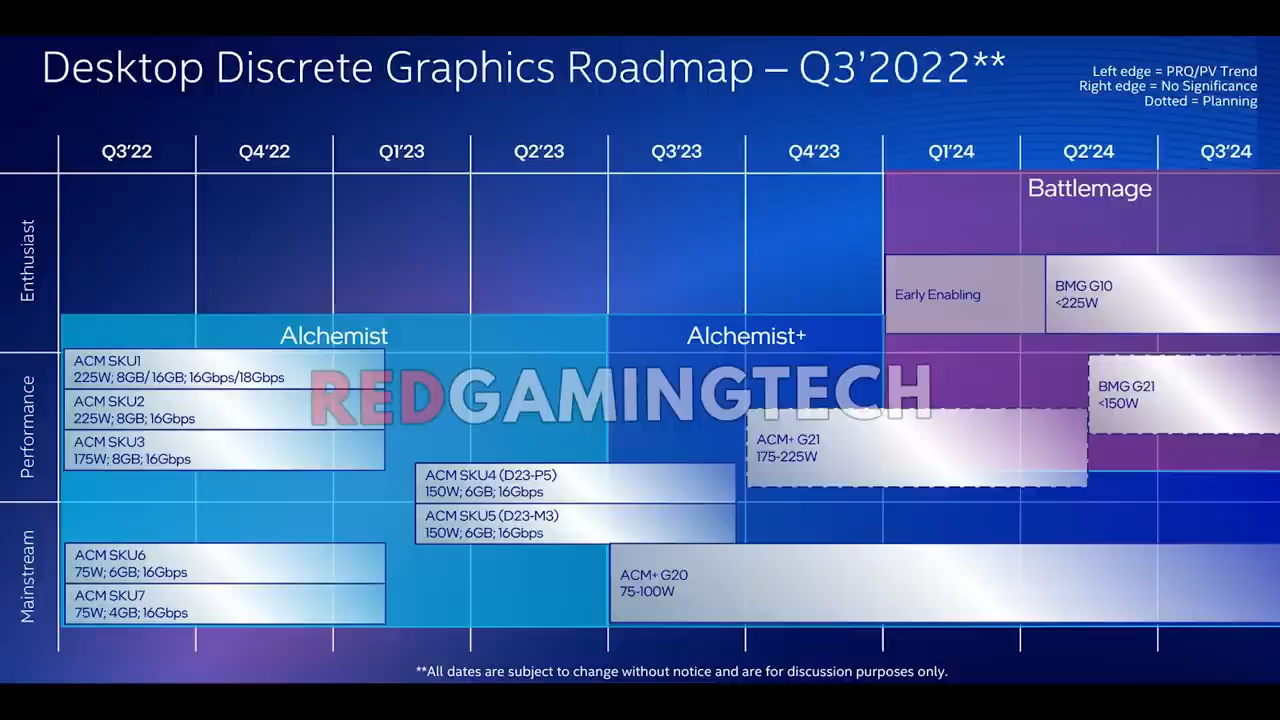 Desktop Discrete Graphics Roadmap – Q3’2022**
Left edge = PRQ/PV Trend
Right edge = No Significance
Dotted = Planning
Q3’22 Q4’22 Q1’23 Q2’23 Q3’23 Q4’23 Q1’24 Q2’24 Q3’24
Enthusiast
Battlemage
Early Enabling
BMG G10
<225W
Alchemist
Alchemist+
Performance
ACM SKU1
225W; 8GB/ 16GB; 16Gbps/18Gbps
ACM SKU2
225W; 8GB; 16Gbps
ACM SKU3
175W; 8GB; 16Gbps
REDGAMINGTECH
BMG G21
<150W
ACM+ G21
175-225W
ACM SKU4 (D23-P5)
150W; 6GB; 16Gbps
ACM SKU5 (D23-M3)
150W; 6GB; 16Gbps
Mainstream
ACM SKU6
75W; 6GB; 16Gbps
ACM SKU7
75W; 4GB; 16Gbps
ACM+ G20
75-100W
**All dates are subject to change without notice and are for discussion purposes only.